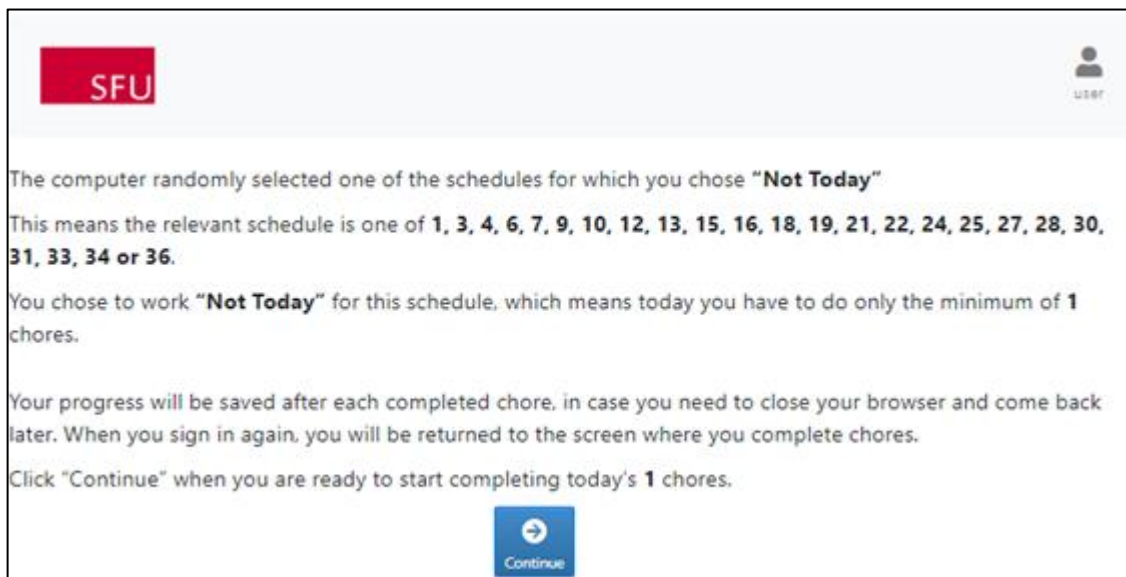 SFU
user
The computer randomly selected one of the schedules for which you chose “Not Today”
This means the relevant schedule is one of 1, 3, 4, 6, 7, 9, 10, 12, 13, 15, 16, 18, 19, 21, 22, 24, 25, 27, 28, 30,
31, 33, 34 or 36.
You chose to work “Not Today” for this schedule, which means today you have to do only the minimum of 1
chores.
Your progress will be saved after each completed chore, in case you need to close your browser and come back
later. When you sign in again, you will be returned to the screen where you complete chores.
Click “Continue” when you are ready to start completing today's 1 chores.
Continue